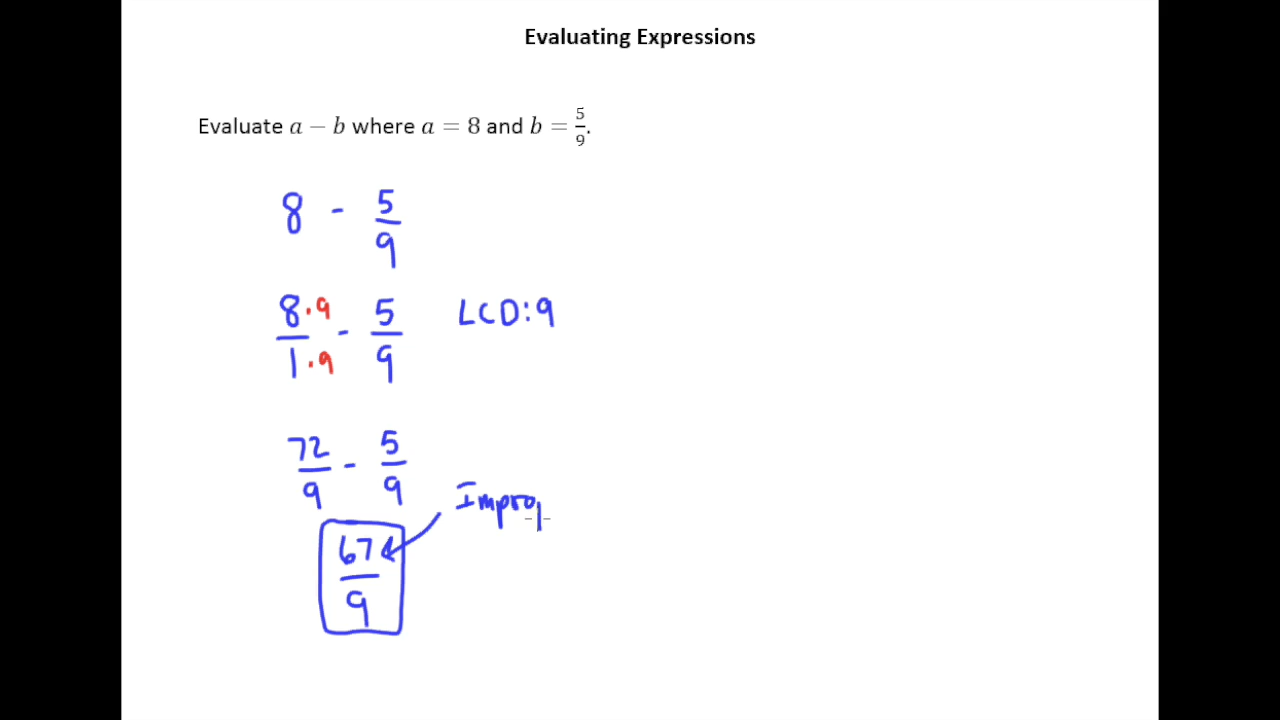 Evaluating Expressions
Evaluate a − b where a = 8 and b = 5/9.
8 - 5/9
8·9/1·9 - 5/9 LCD:9
72/9 - 5/9
Improp
67/9